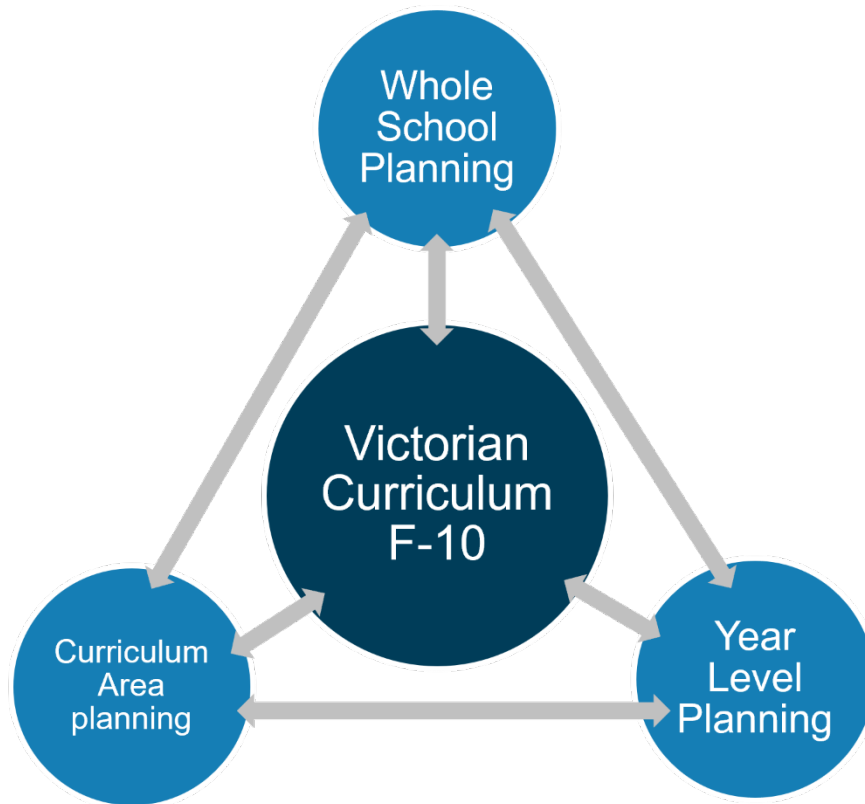 Whole
School
Planning
Victorian
Curriculum
F-10
Curriculum
Area
planning
Year
Level
Planning